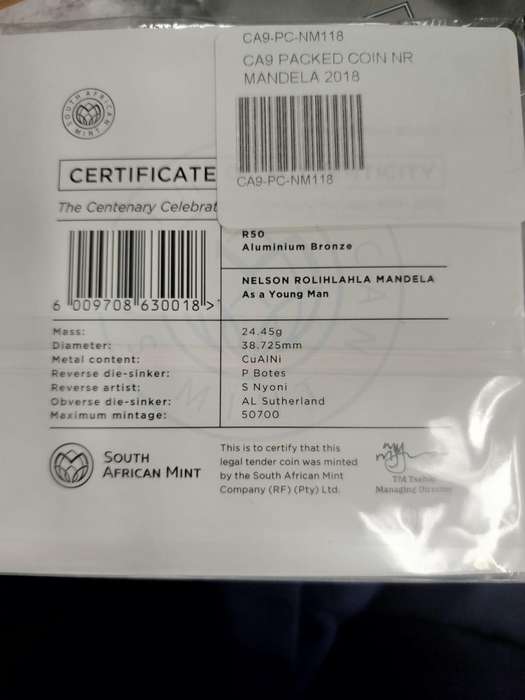 CA9-PC-NM118
CA9 PACKED COIN NR
MANDELA 2018
CA9-PC-NM118
SOUTH AFRICAN MINT
CERTIFICATE
The Centenary Celebrat
R50
Aluminium Bronze
NELSON ROLIHLAHLA MANDELA
As a Young Man
6 009708 630018 >
Mass: 24.45g
Diameter: 38.725mm
Metal content: CuAlNi
Reverse die-sinker: P Botes
Reverse artist: S Nyoni
Obverse die-sinker: AL Sutherland
Maximum mintage: 50700
SOUTH
AFRICAN MINT
This is to certify that this
legal tender coin was minted
by the South African Mint
Company (RF) (Pty) Ltd.
TM
Managing Director